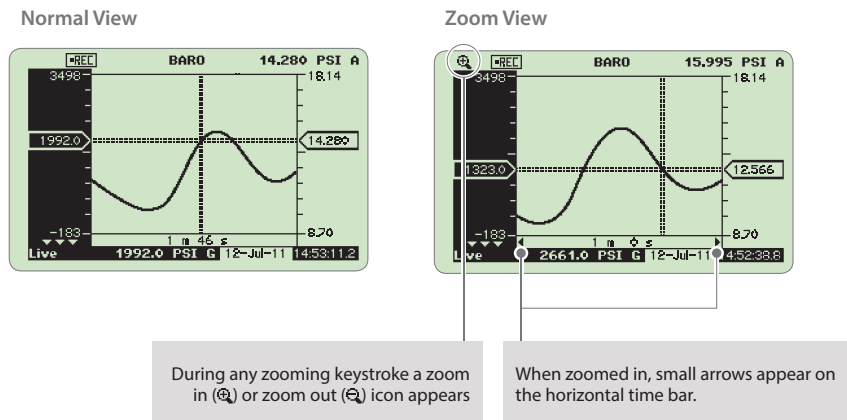 Normal View
REC BARO 14.280 PSI A
3498 18.14
1992.0 14.280
-183 8.70
1 m 46 s
Live 1992.0 PSI G 12-Jul-11 14:53:11.2
Zoom View
REC BARO 15.995 PSI A
3498 18.14
1323.0 12.566
-183 8.70
1 m 0 s
Live 2661.0 PSI G 12-Jul-11 4:52:38.8
During any zooming keystroke a zoom
in () or zoom out () icon appears
When zoomed in, small arrows appear on
the horizontal time bar.